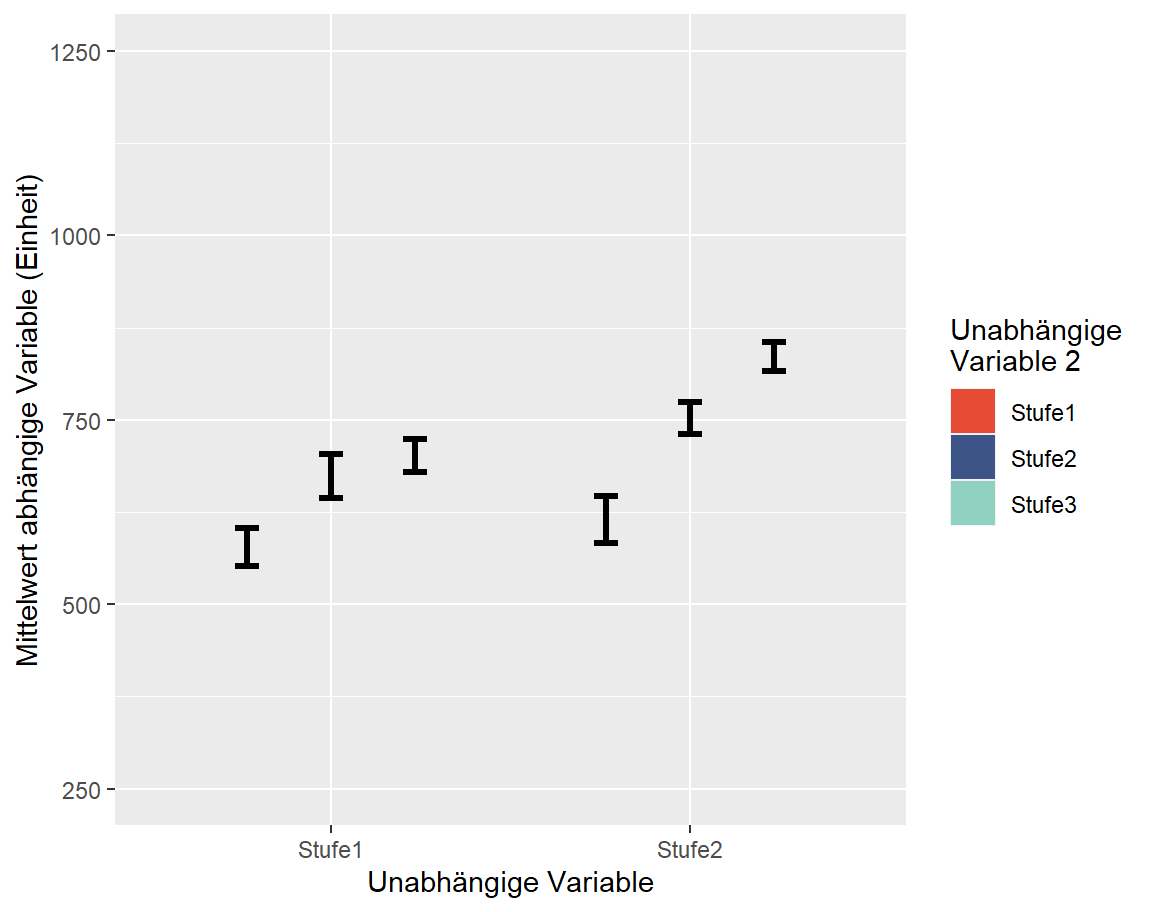 Mittelwert abhängige Variable (Einheit)
1250
1000
750
500
250
Stufe1
Stufe2
Unabhängige Variable
Unabhängige
Variable 2
Stufe1
Stufe2
Stufe3